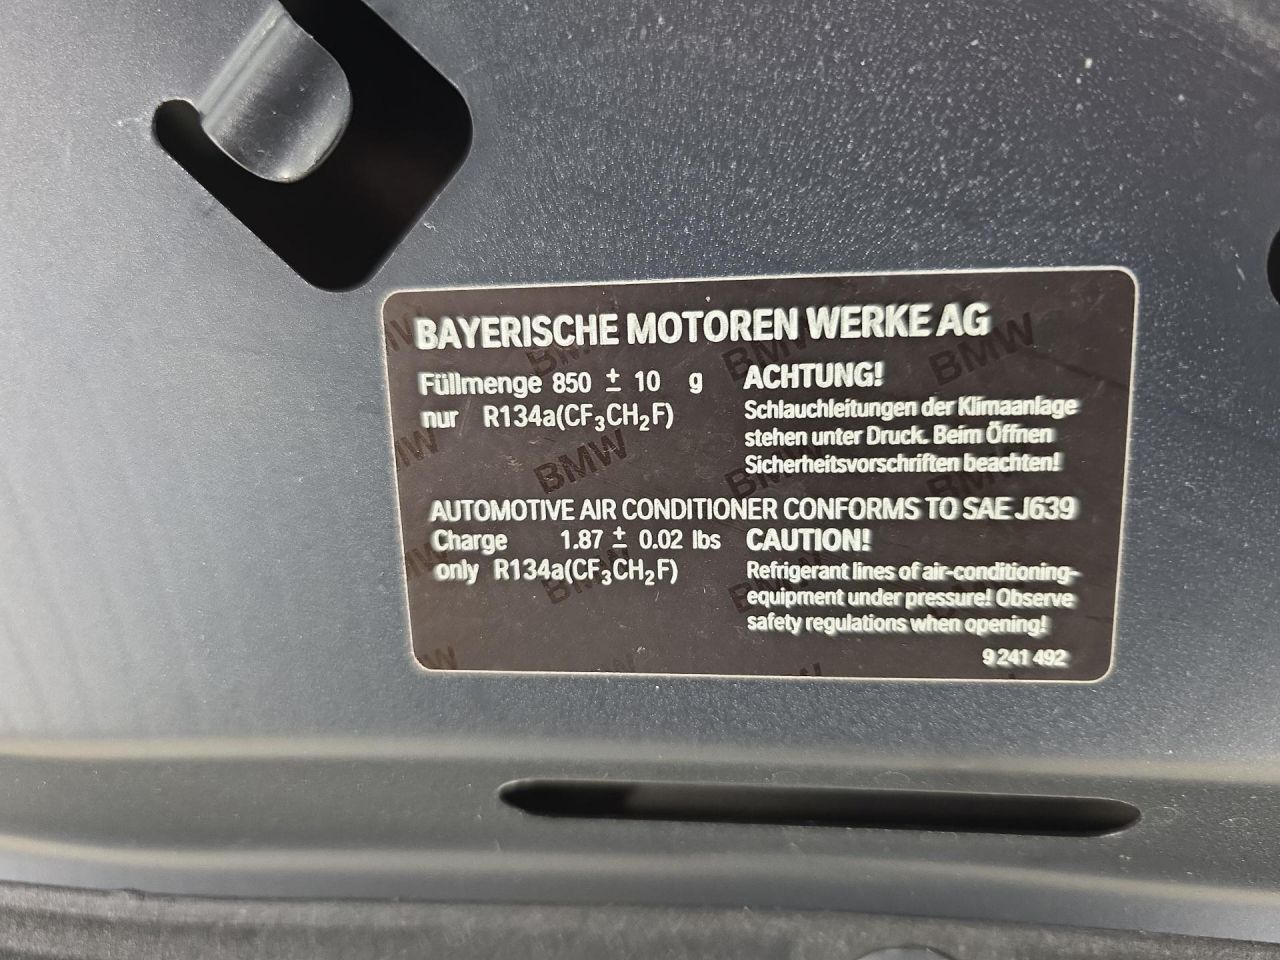 BAYERISCHE MOTOREN WERKE AG
Füllmenge 850 ± 10 g
nur R134a(CF₃CH₂F)
ACHTUNG!
Schlauchleitungen der Klimaanlage
stehen unter Druck. Beim Öffnen
Sicherheitsvorschriften beachten!
AUTOMOTIVE AIR CONDITIONER CONFORMS TO SAE J639
Charge 1.87 ± 0.02 lbs
only R134a(CF₃CH₂F)
CAUTION!
Refrigerant lines of air-conditioning-
equipment under pressure! Observe
safety regulations when opening!
9 241 492